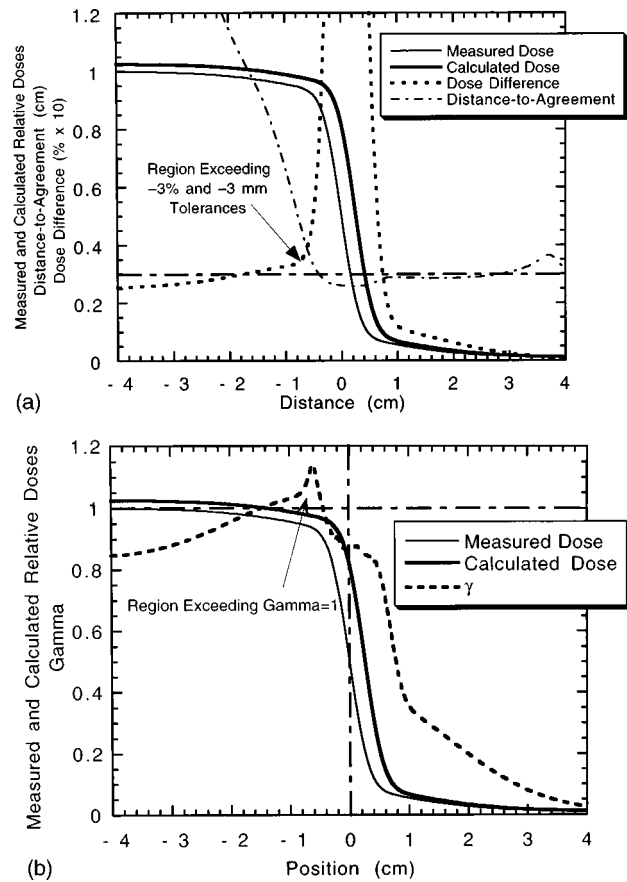 Measured and Calculated Relative Doses
Distance-to-Agreement (cm)
Dose Difference (% x 10)
1.2
1
0.8
0.6
0.4
0.2
0
Measured Dose
Calculated Dose
Dose Difference
Distance-to-Agreement
Region Exceeding
-3% and -3 mm
Tolerances
- 4 - 3 - 2 - 1 0 1 2 3 4
Distance (cm)
(a)
Measured and Calculated Relative Doses
Gamma
1.2
1
0.8
0.6
0.4
0.2
0
Measured Dose
Calculated Dose
γ
Region Exceeding Gamma=1
- 4 - 3 - 2 - 1 0 1 2 3 4
Position (cm)
(b)